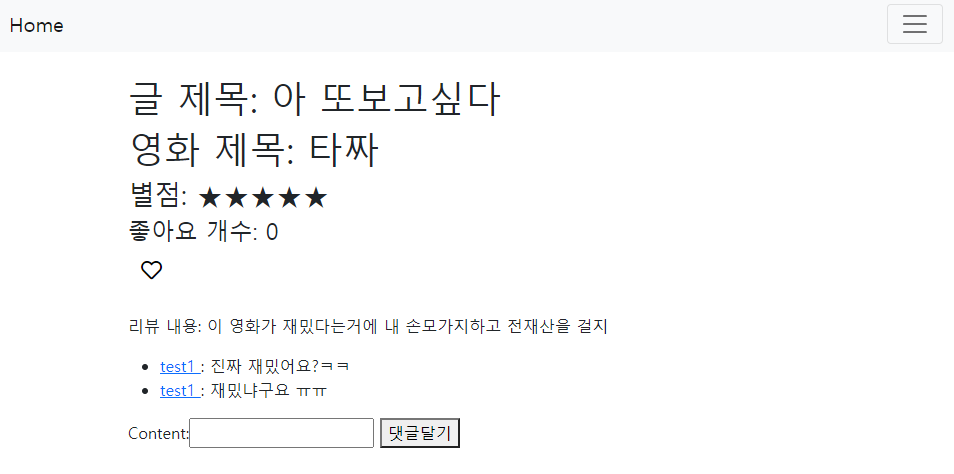 Home
글 제목: 아 또보고싶다
영화 제목: 타짜
별점: ★★★★★
좋아요 개수: 0
리뷰 내용: 이 영화가 재밌다는거에 내 손모가지하고 전재산을 걸지
test1 : 진짜 재밌어요?ㅋㅋ
test1 : 재밌냐구요 ㅠㅠ
Content: 댓글달기